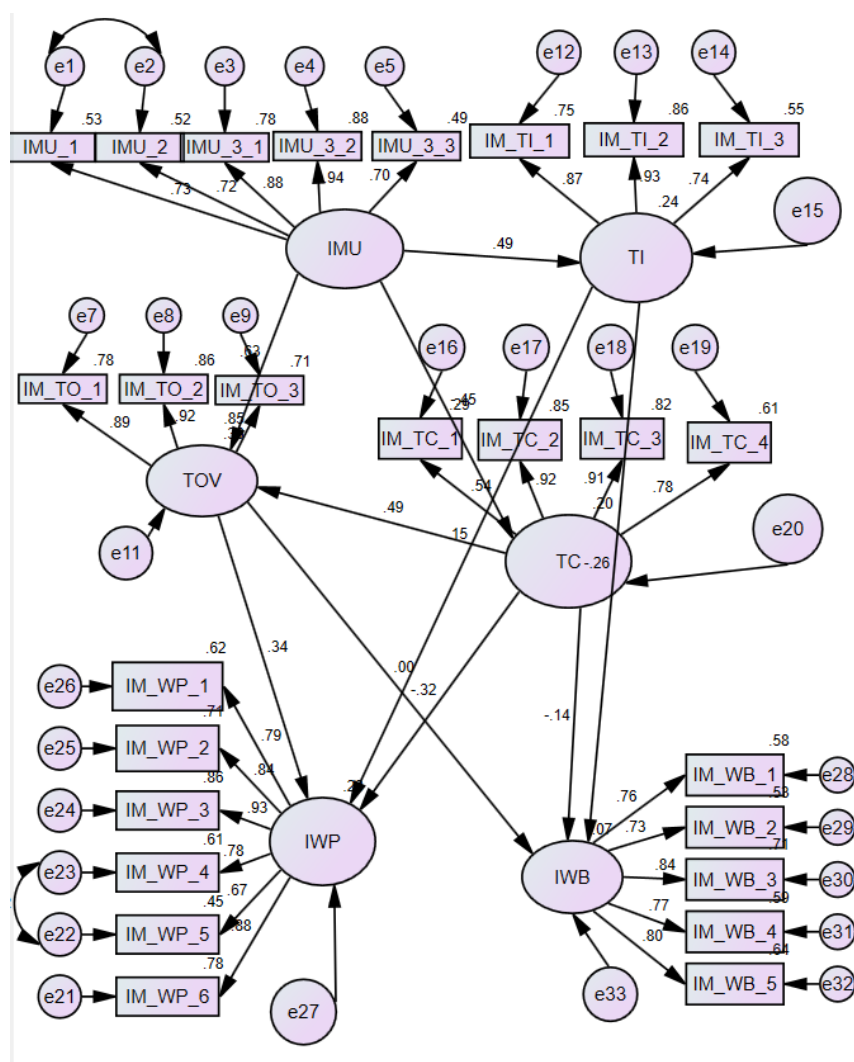 e1 e2 e3 e4 e5 e12 e13 e14
.53 .52 .78 .88 .49 .75 .86 .55
IMU_1 IMU_2 IMU_3_1 IMU_3_2 IMU_3_3 IM_TI_1 IM_TI_2 IM_TI_3
.73 .72 .88 .94 .70 .87 .93 .74
.24 e15
IMU .49 TI
e7 e8 e9 e16 e17 e18 e19
.78 .86 .63 .71 -.45 .29 .85 .82 .61
IM_TO_1 IM_TO_2 IM_TO_3 IM_TC_1 IM_TC_2 IM_TC_3 IM_TC_4
.89 .92 .85 .54 .92 .91 .78
TOV .49 .15 .20 e20
e11 TC -.26
.62 .34 .00 -.32 -.14
e26 IM_WP_1 .79
.71
e25 IM_WP_2 .84
.86
e24 IM_WP_3 .93
.61
e23 IM_WP_4 .78
.45 .67
e22 IM_WP_5 .88
.78
e21 IM_WP_6
IWP
e27
.58
.76 IM_WB_1 e28
.73 IM_WB_2 e29
.71
.84 IM_WB_3 e30
.59
.77 IM_WB_4 e31
.64
.80 IM_WB_5 e32
.07
IWB
e33